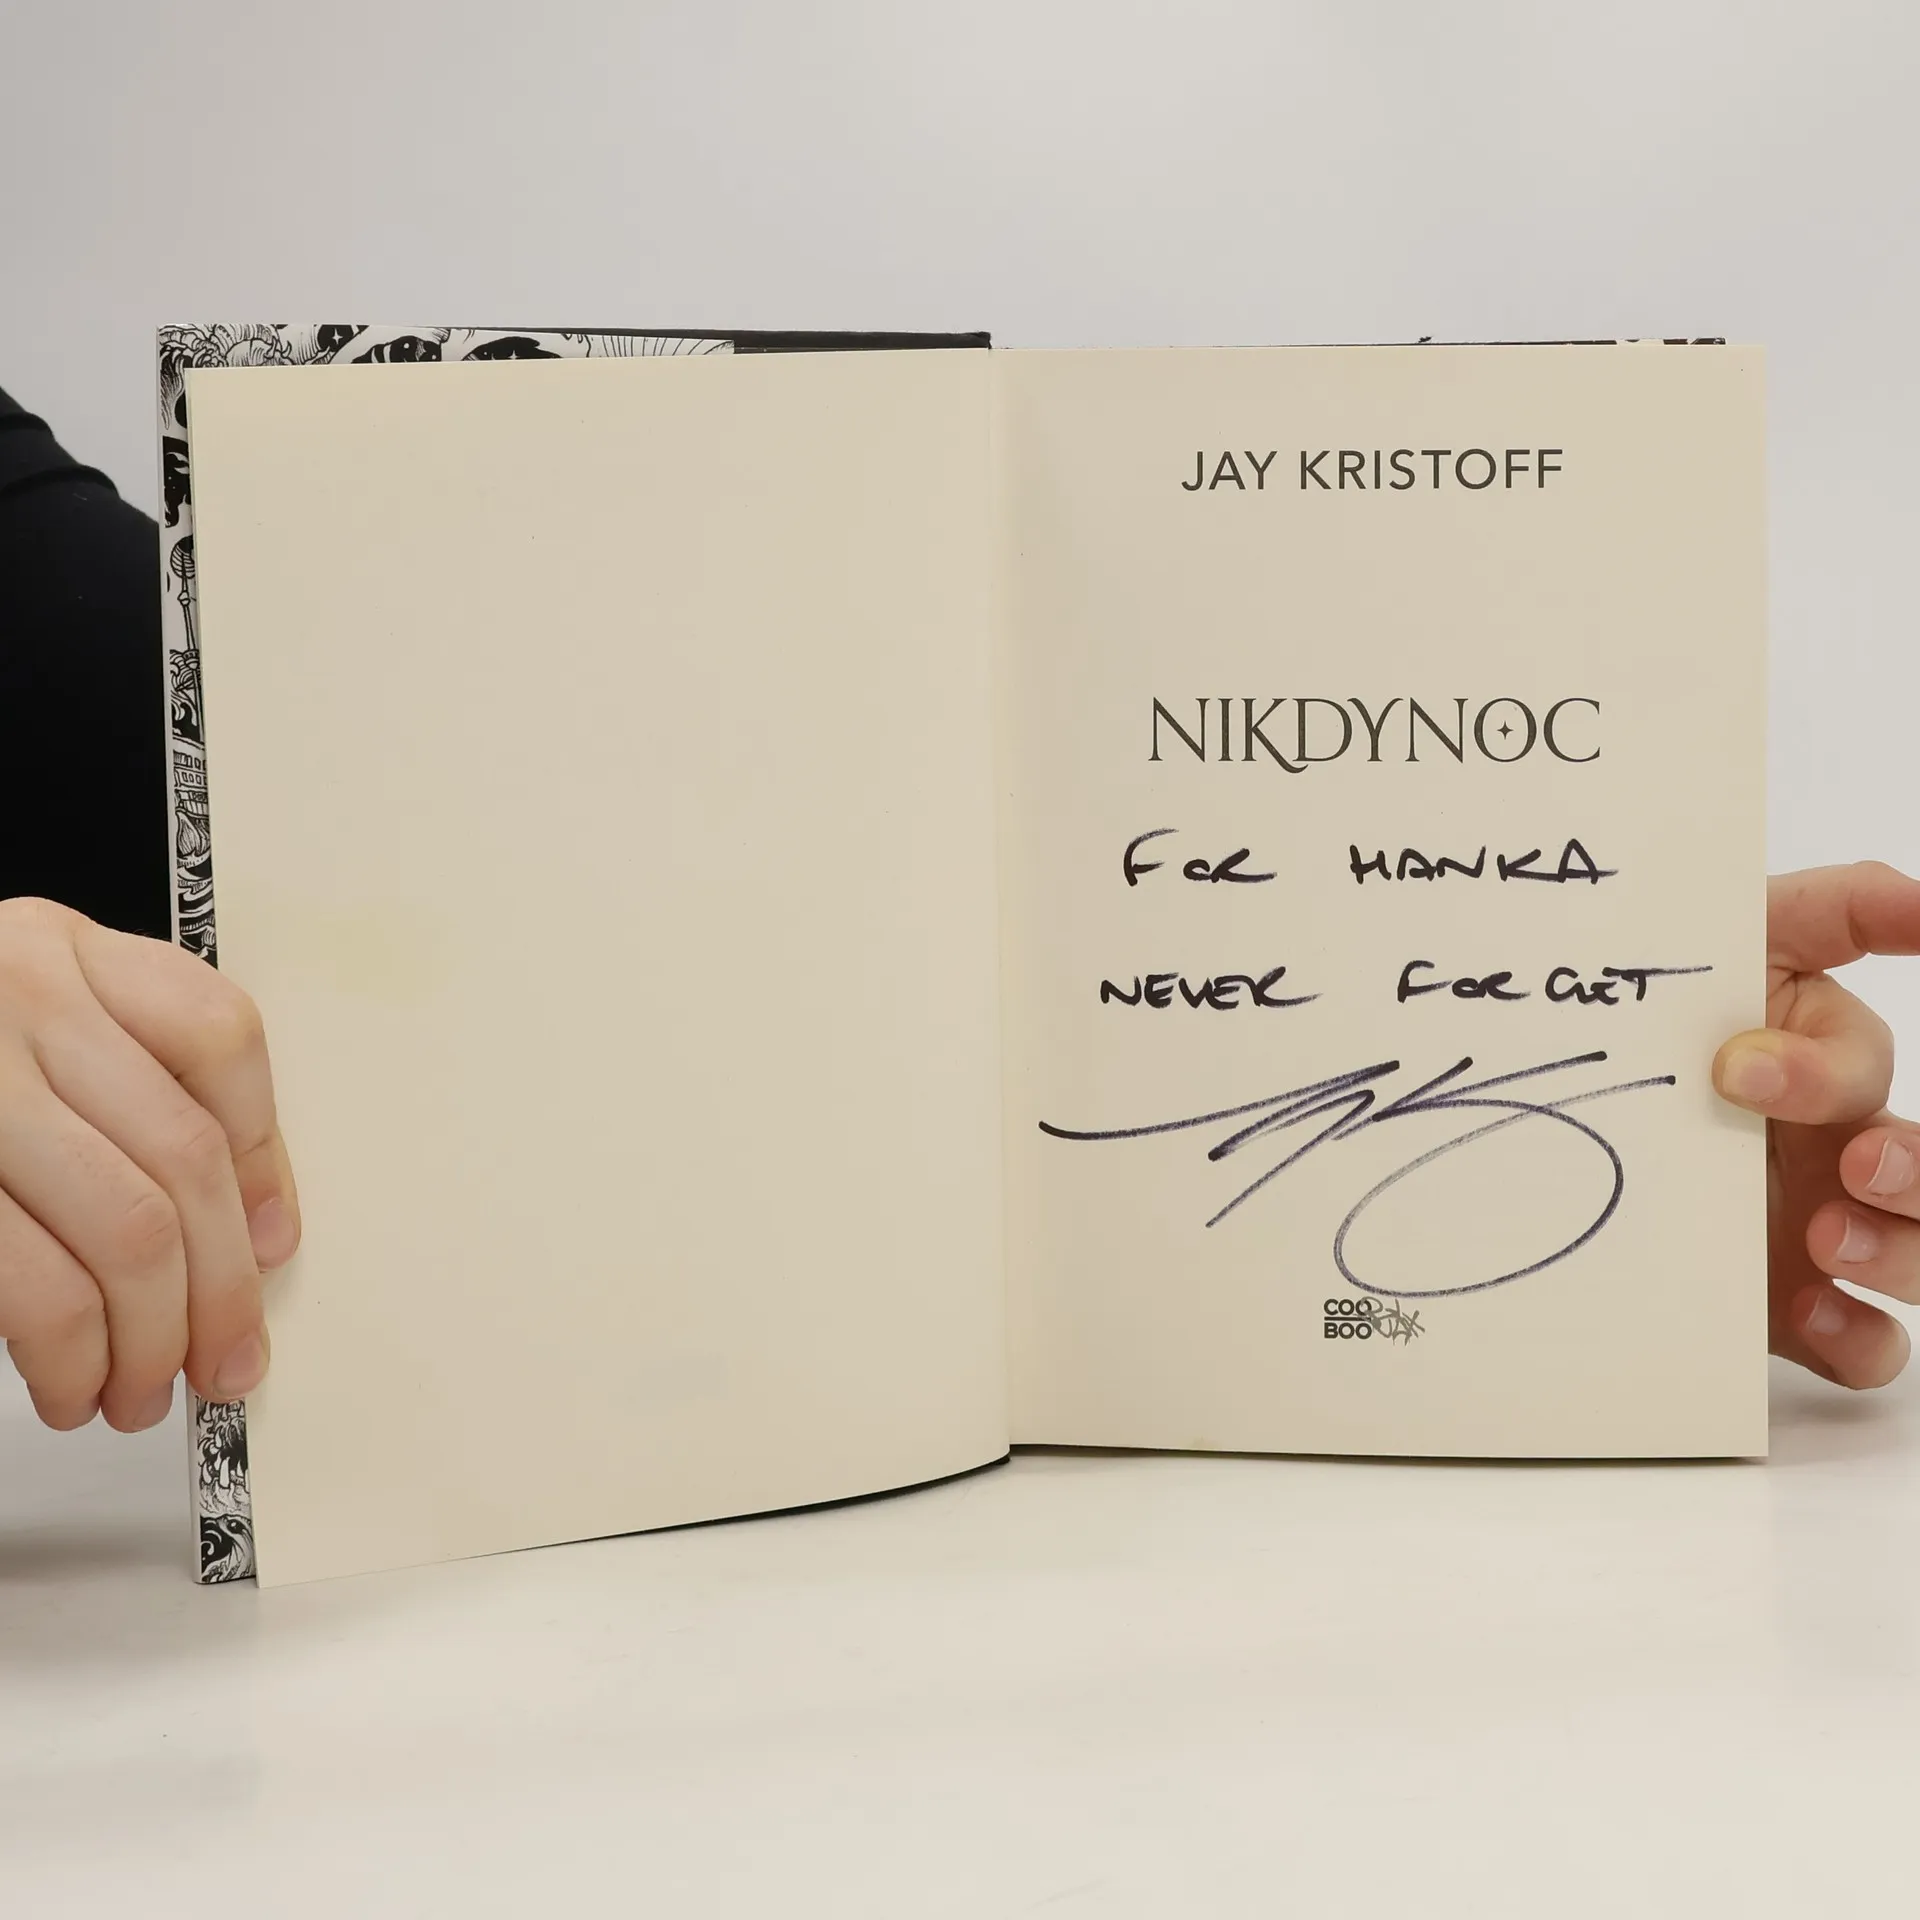 JAY KRISTOFF
NIKDYNOC
FOR HANKA
NEVER FORGET
COO
BOO